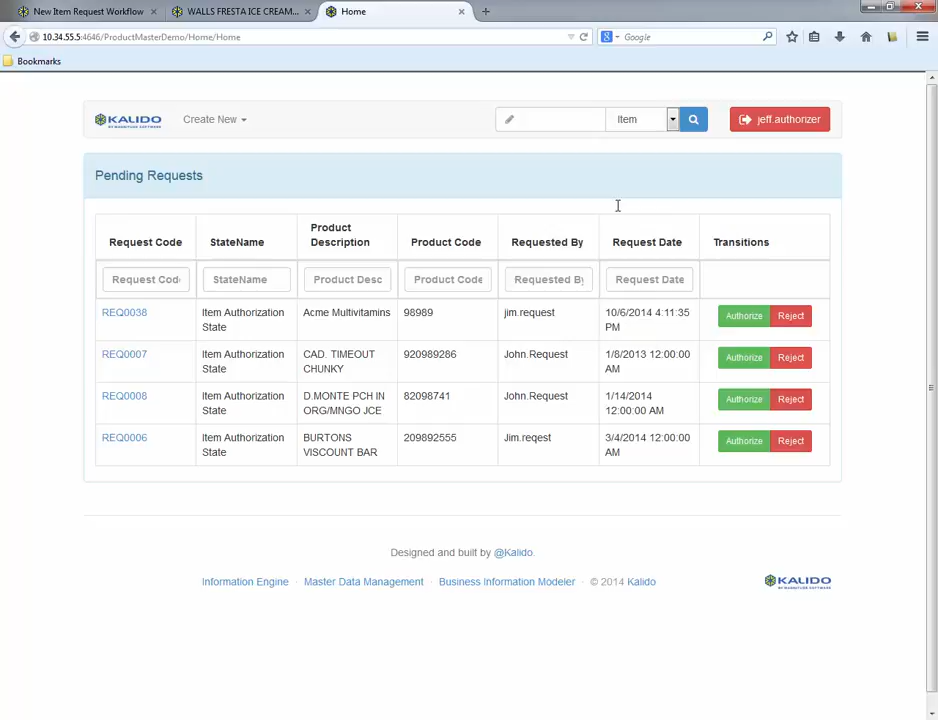 New Item Request Workflow
WALLS FRESTA ICE CREAM...
Home
10.34.55.5:4646/ProductMasterDemo/Home/Home
Google
Bookmarks
KALIDO
BY MAGNITUDE SOFTWARE
Create New
Item
jeff.authorizer
Pending Requests
Request Code StateName Product Description Product Code Requested By Request Date Transitions
Request Cod StateName Product Desc Product Code Requested By Request Date
REQ0038 Item Authorization State Acme Multivitamins 98989 jim.request 10/6/2014 4:11:35 PM Authorize Reject
REQ0007 Item Authorization State CAD. TIMEOUT CHUNKY 920989286 John.Request 1/8/2013 12:00:00 AM Authorize Reject
REQ0008 Item Authorization State D.MONTE PCH IN ORG/MNGO JCE 82098741 John.Request 1/14/2014 12:00:00 AM Authorize Reject
REQ0006 Item Authorization State BURTONS VISCOUNT BAR 209892555 Jim.reqest 3/4/2014 12:00:00 AM Authorize Reject
Designed and built by @Kalido.
Information Engine · Master Data Management · Business Information Modeler · © 2014 Kalido
KALIDO
BY MAGNITUDE SOFTWARE